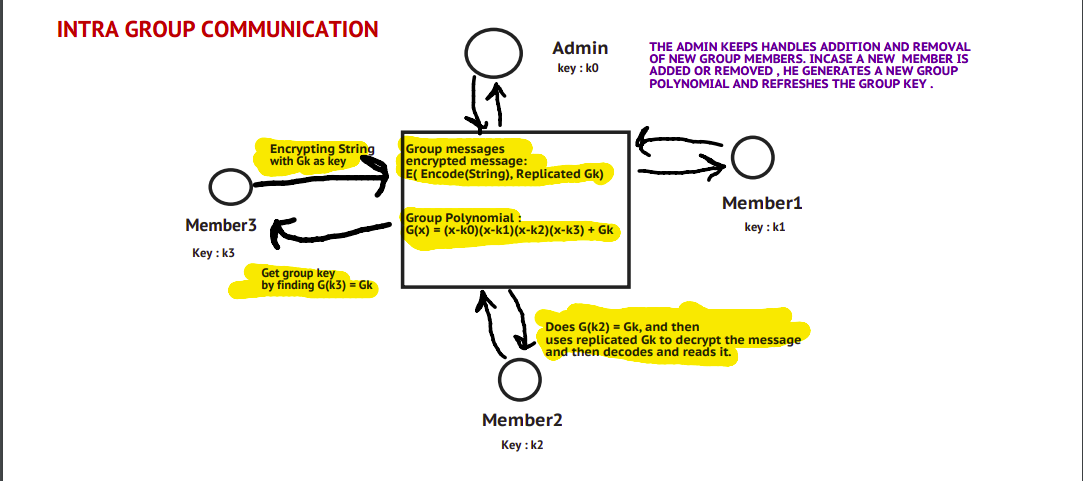 INTRA GROUP COMMUNICATION
Admin
key : k0
THE ADMIN KEEPS HANDLES ADDITION AND REMOVAL
OF NEW GROUP MEMBERS. INCASE A NEW MEMBER IS
ADDED OR REMOVED , HE GENERATES A NEW GROUP
POLYNOMIAL AND REFRESHES THE GROUP KEY .
Encrypting String
with Gk as key
Group messages
encrypted message:
E( Encode(String), Replicated Gk)
Group Polynomial :
G(x) = (x-k0)(x-k1)(x-k2)(x-k3) + Gk
Member1
key : k1
Member3
Key : k3
Get group key
by finding G(k3) = Gk
Does G(k2) = Gk, and then
uses replicated Gk to decrypt the message
and then decodes and reads it.
Member2
Key : k2